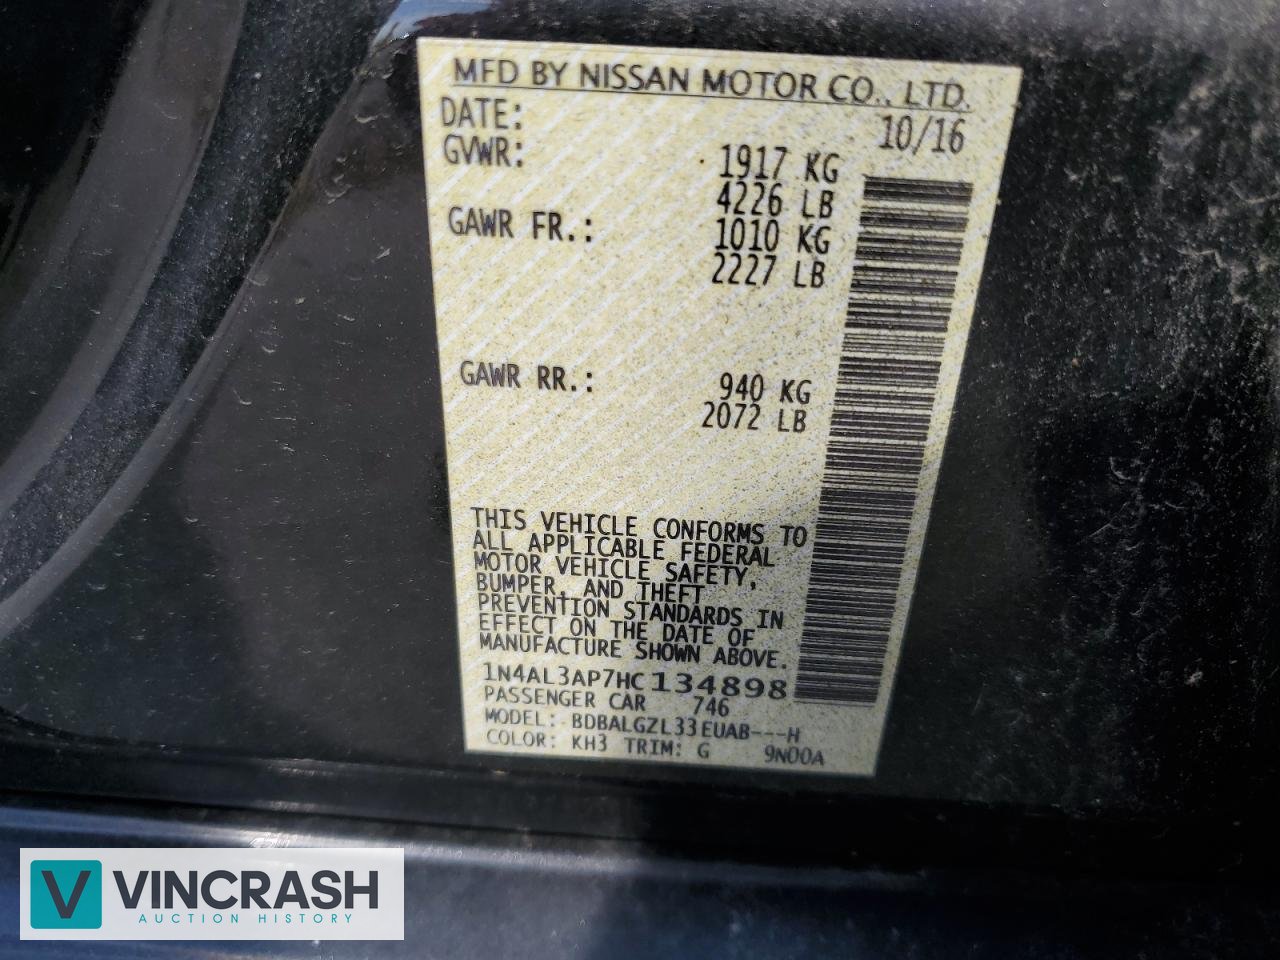 MFD BY NISSAN MOTOR CO., LTD.
DATE: 10/16
GVWR: 1917 KG
4226 LB
GAWR FR.: 1010 KG
2227 LB
GAWR RR.: 940 KG
2072 LB
THIS VEHICLE CONFORMS TO
ALL APPLICABLE FEDERAL
MOTOR VEHICLE SAFETY,
BUMPER, AND THEFT
PREVENTION STANDARDS IN
EFFECT ON THE DATE OF
MANUFACTURE SHOWN ABOVE.
1N4AL3AP7HC134898
PASSENGER CAR 746
MODEL: BDBALGZL33EUAB---H
COLOR: KH3 TRIM: G 9N00A
V VINCRASH
AUCTION HISTORY